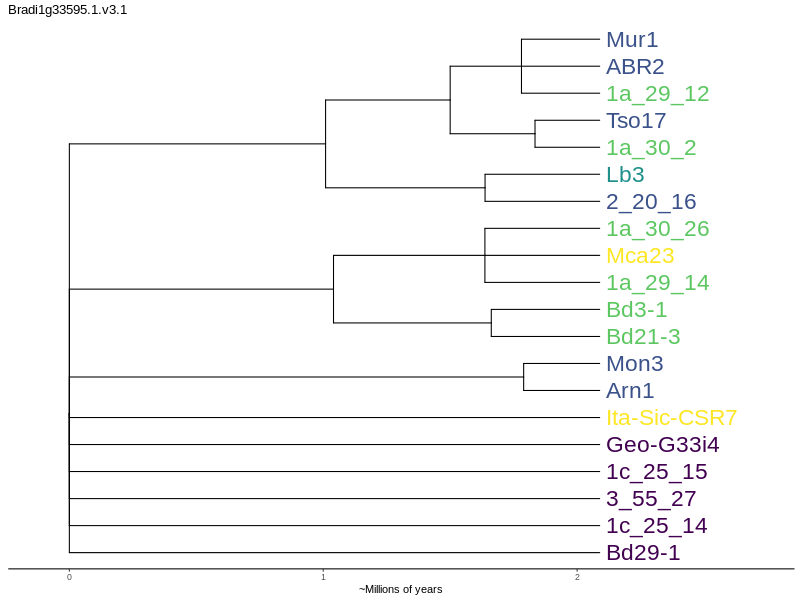 Bradi1g33595.1.v3.1
Mur1
ABR2
1a_29_12
Tso17
1a_30_2
Lb3
2_20_16
1a_30_26
Mca23
1a_29_14
Bd3-1
Bd21-3
Mon3
Arn1
Ita-Sic-CSR7
Geo-G33i4
1c_25_15
3_55_27
1c_25_14
Bd29-1
0 1 2
~Millions of years